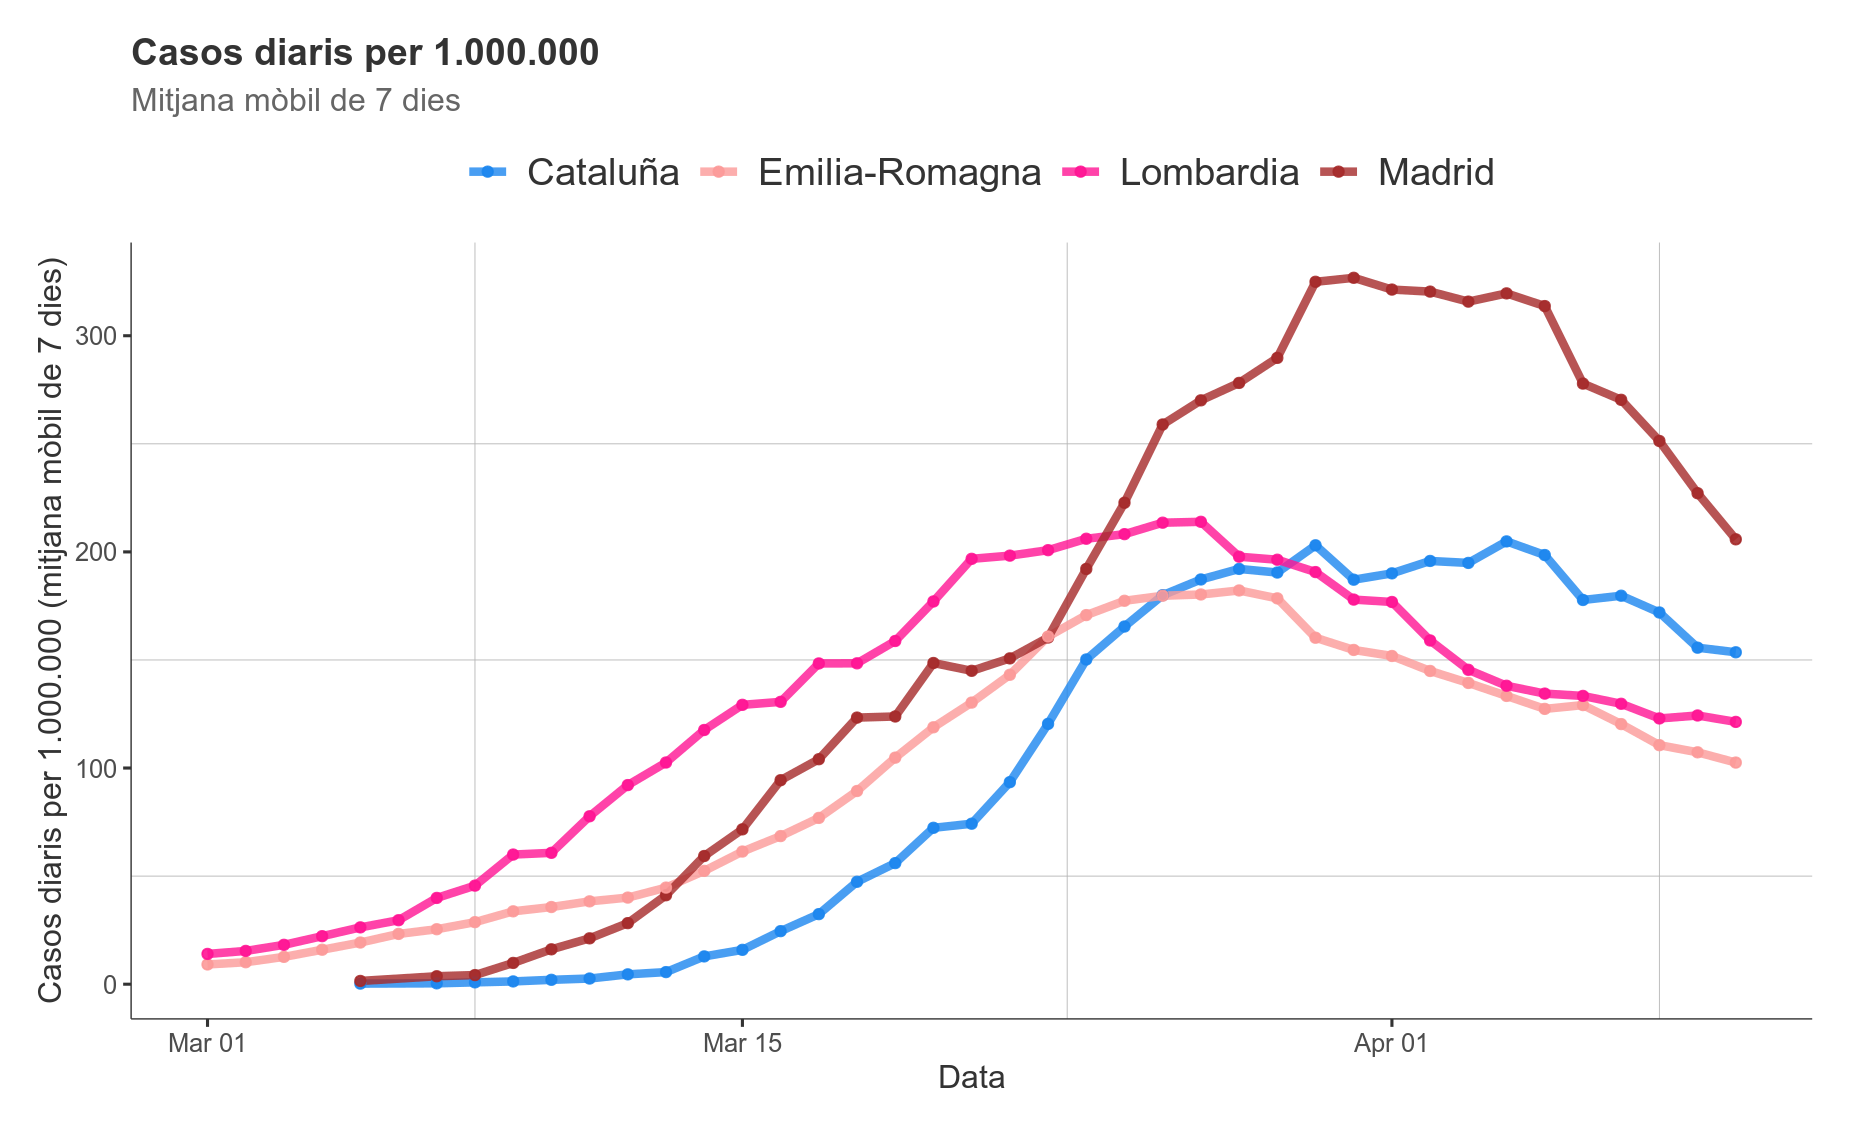 Casos diaris per 1.000.000
Mitjana mòbil de 7 dies
Cataluña Emilia-Romagna Lombardia Madrid
Casos diaris per 1.000.000 (mitjana mòbil de 7 dies)
300
200
100
0
Mar 01 Mar 15 Apr 01
Data